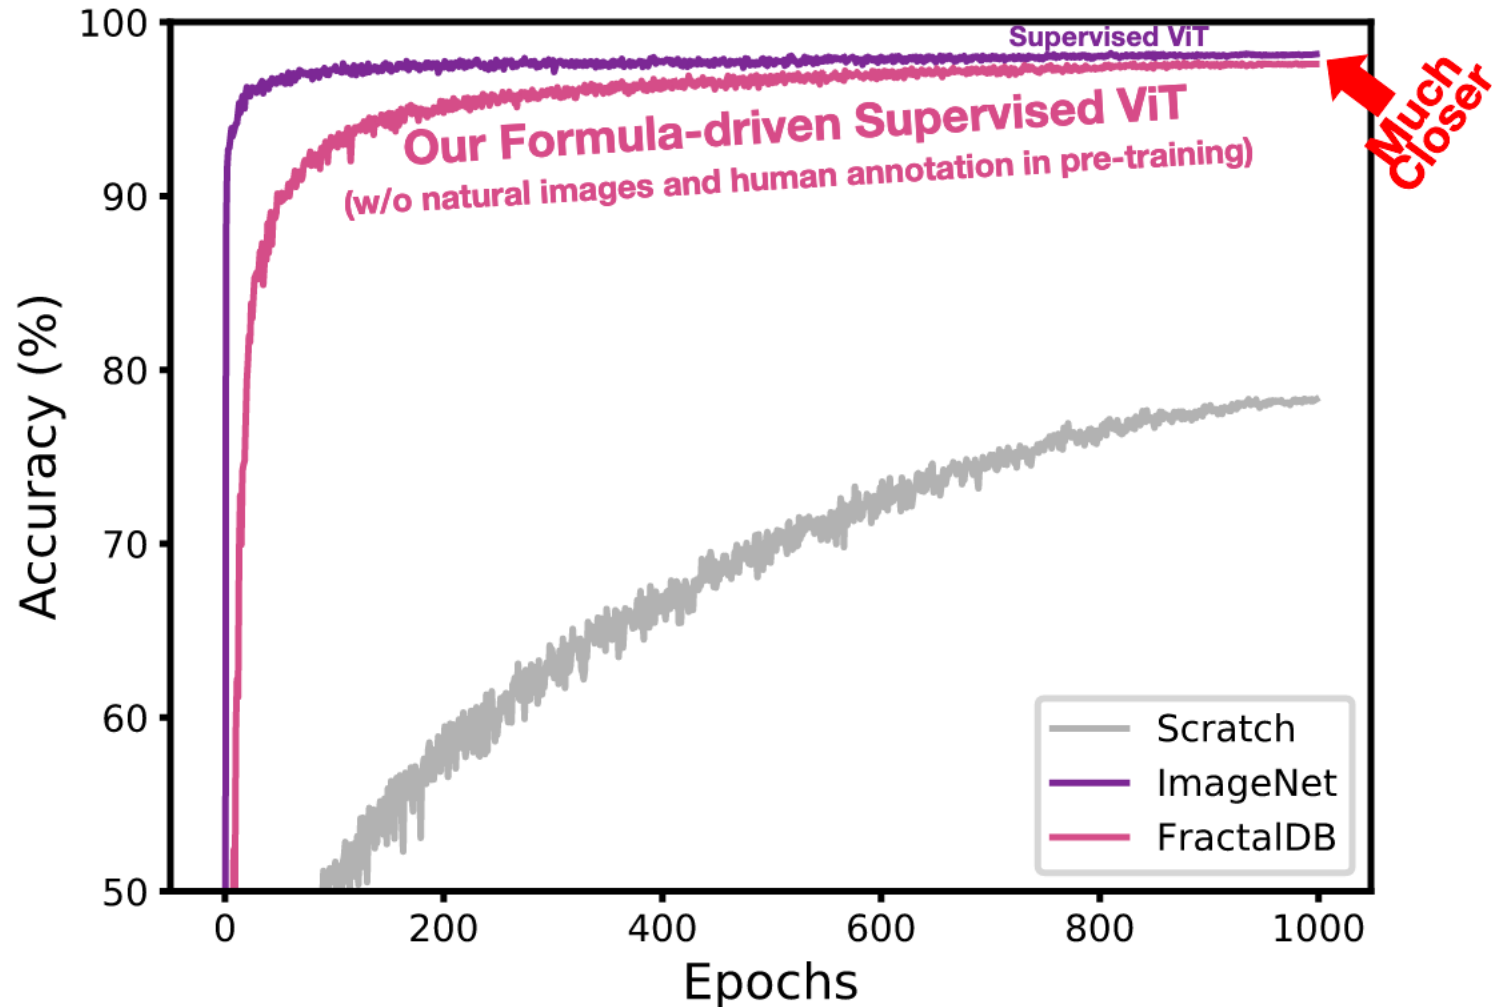 100
90
80
70
60
50
Accuracy (%)
Supervised ViT
Our Formula-driven Supervised ViT
(w/o natural images and human annotation in pre-training)
Much
Closer
Scratch
ImageNet
FractalDB
0 200 400 600 800 1000
Epochs